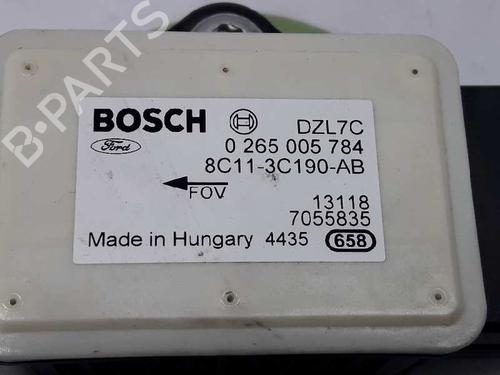 BOSCH DZL7C
Ford 0 265 005 784
8C11-3C190-AB
FOV 13118
7055835
Made in Hungary 4435 658
B-PARTS